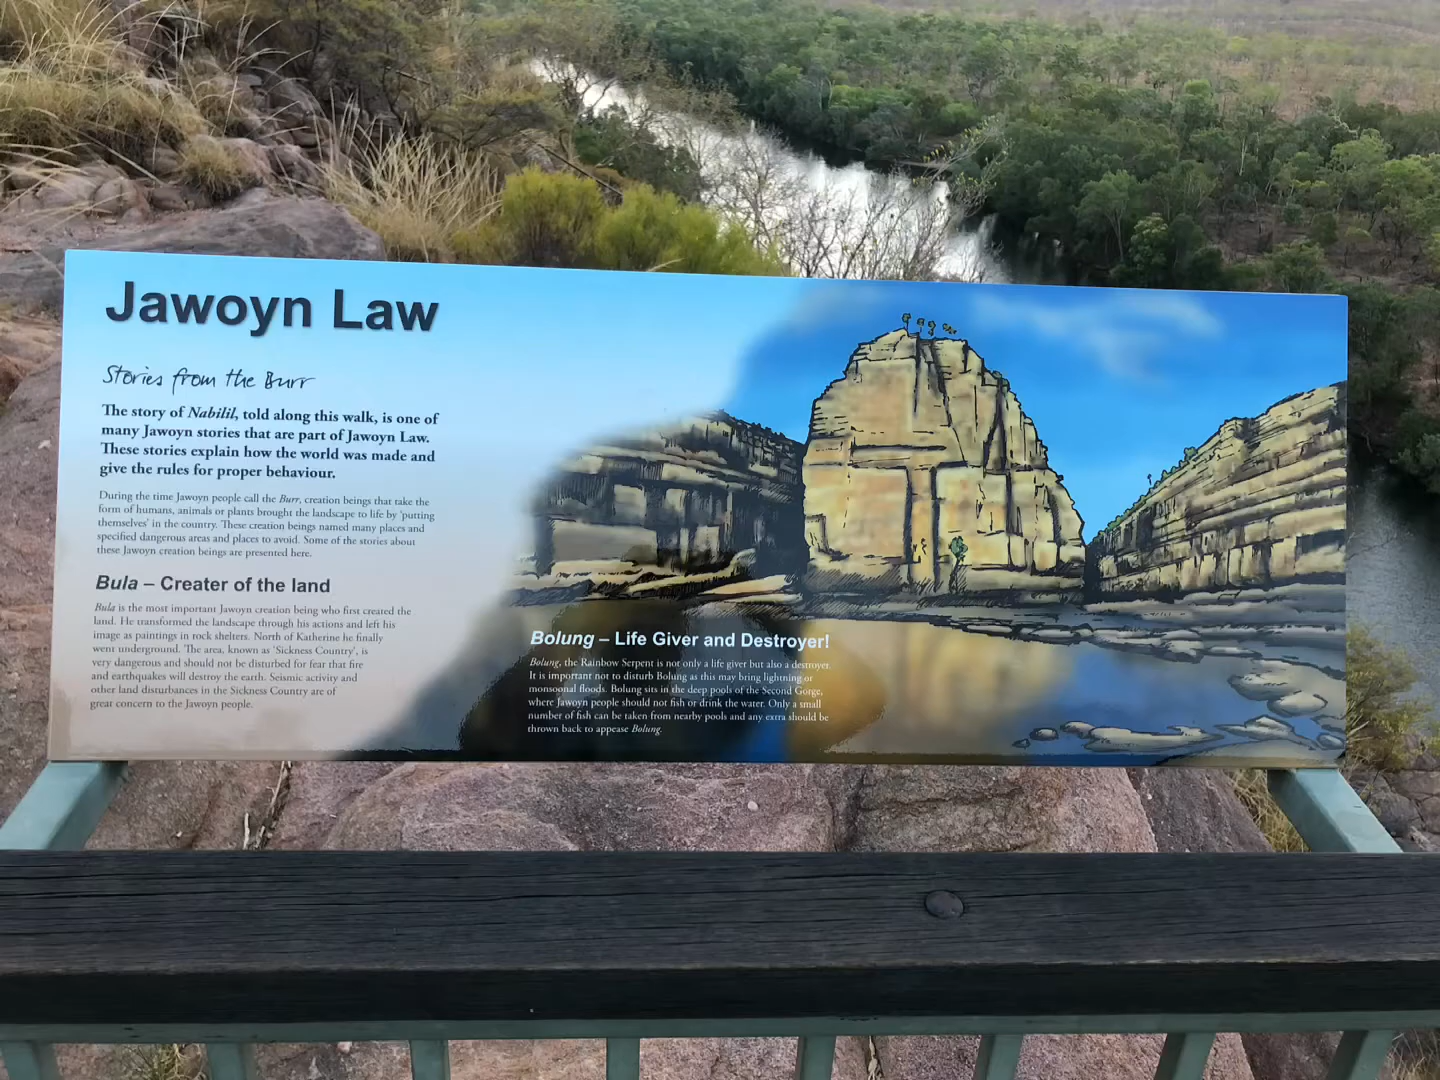 Jawoyn Law
Stories from the Burr
The story of Nabilil, told along this walk, is one of
many Jawoyn stories that are part of Jawoyn Law.
These stories explain how the world was made and
give the rules for proper behaviour.
During the time Jawoyn people call the Burr, creation beings that take the
form of humans, animals or plants brought the landscape to life by 'putting
themselves' in the country. These creation beings named many places and
specified dangerous areas and places to avoid. Some of the stories about
these Jawoyn creation beings are presented here.
Bula – Creater of the land
Bula is the most important Jawoyn creation being who first created the
land. He transformed the landscape through his actions and left his
image as paintings in rock shelters. North of Katherine he finally
went underground. The area, known as 'Sickness Country', is
very dangerous and should not be disturbed for fear that fire
and earthquakes will destroy the earth. Seismic activity and
other land disturbances in the Sickness Country are of
great concern to the Jawoyn people.
Bolung – Life Giver and Destroyer!
Bolung, the Rainbow Serpent is not only a life giver but also a destroyer.
It is important not to disturb Bolung as this may bring lightning or
monsoonal floods. Bolung sits in the deep pools of the Second Gorge,
where Jawoyn people should not fish or drink the water. Only a small
number of fish can be taken from nearby pools and any extra should be
thrown back to appease Bolung.